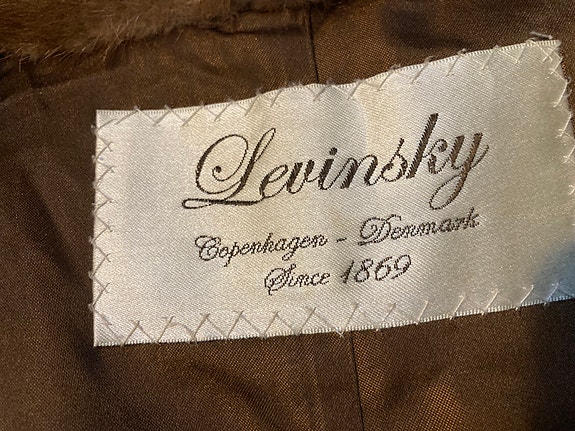 Levinsky
Copenhagen - Denmark
Since 1869